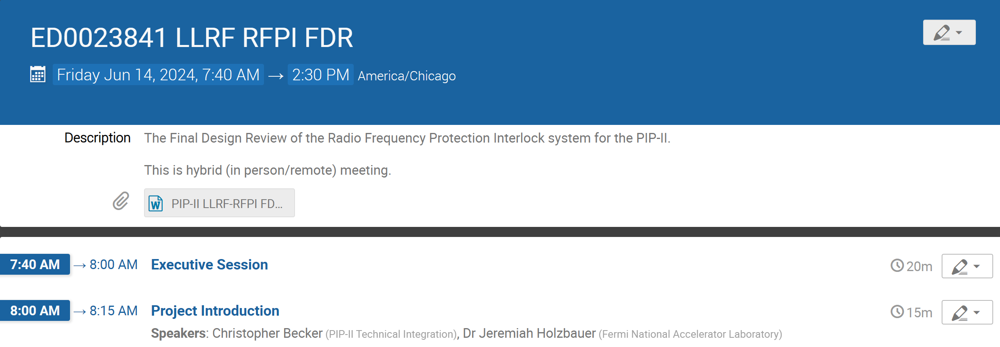 ED0023841 LLRF RFPI FDR
Friday Jun 14, 2024, 7:40 AM → 2:30 PM America/Chicago
Description The Final Design Review of the Radio Frequency Protection Interlock system for the PIP-II.
This is hybrid (in person/remote) meeting.
PIP-II LLRF-RFPI FD...
7:40 AM → 8:00 AM Executive Session 20m
8:00 AM → 8:15 AM Project Introduction 15m
Speakers: Christopher Becker (PIP-II Technical Integration), Dr Jeremiah Holzbauer (Fermi National Accelerator Laboratory)